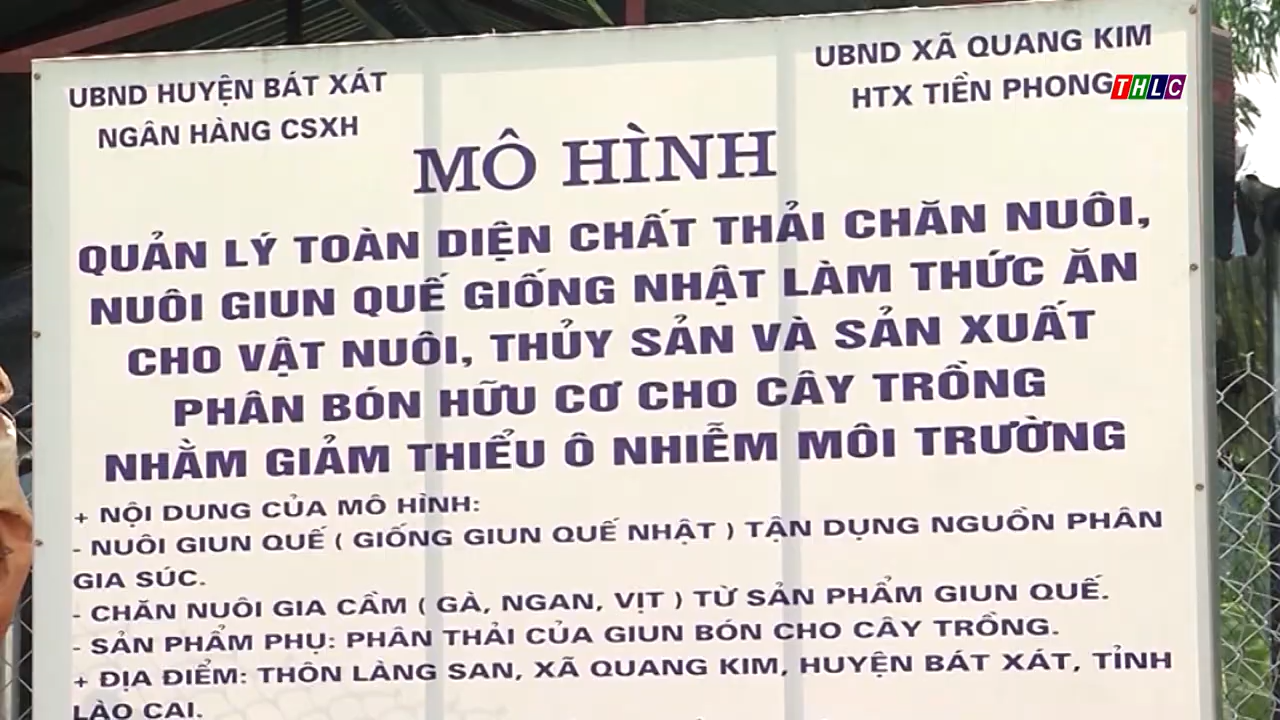 UBND HUYỆN BÁT XÁT
NGÂN HÀNG CSXH
UBND XÃ QUANG KIM
HTX TIỀN PHONG
THLC
MÔ HÌNH
QUẢN LÝ TOÀN DIỆN CHẤT THẢI CHĂN NUÔI,
NUÔI GIUN QUẾ GIỐNG NHẬT LÀM THỨC ĂN
CHO VẬT NUÔI, THỦY SẢN VÀ SẢN XUẤT
PHÂN BÓN HỮU CƠ CHO CÂY TRỒNG
NHẰM GIẢM THIỂU Ô NHIỄM MÔI TRƯỜNG
+ NỘI DUNG CỦA MÔ HÌNH:
- NUÔI GIUN QUẾ ( GIỐNG GIUN QUẾ NHẬT ) TẬN DỤNG NGUỒN PHÂN
GIA SÚC.
- CHĂN NUÔI GIA CẦM ( GÀ, NGAN, VỊT ) TỪ SẢN PHẨM GIUN QUẾ.
- SẢN PHẨM PHỤ: PHÂN THẢI CỦA GIUN BÓN CHO CÂY TRỒNG.
+ ĐỊA ĐIỂM: THÔN LÀNG SAN, XÃ QUANG KIM, HUYỆN BÁT XÁT, TỈNH
LÀO CAI.